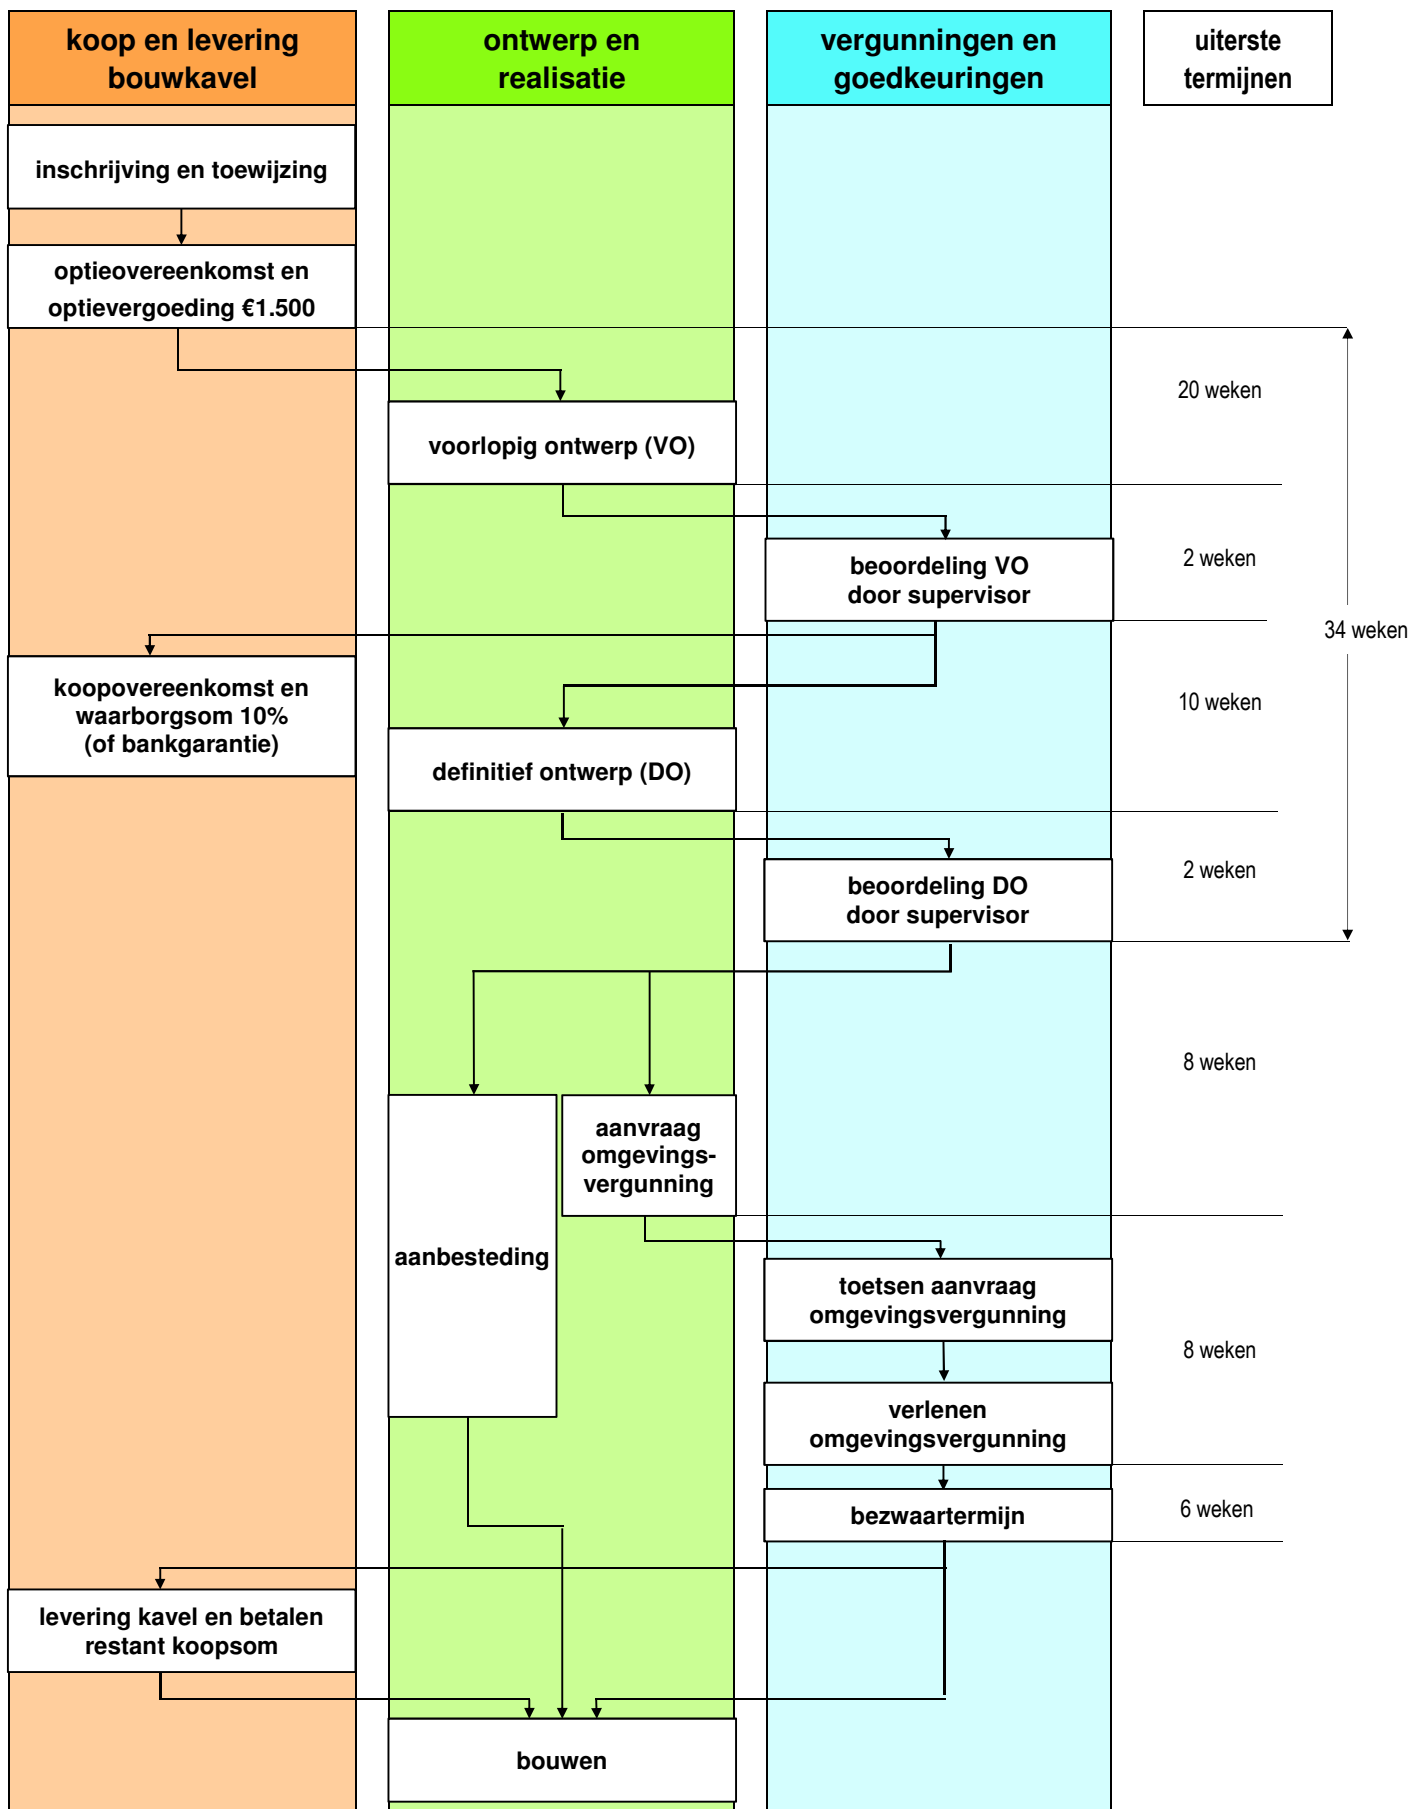 koop en levering
bouwkavel
ontwerp en
realisatie
vergunningen en
goedkeuringen
uiterste
termijnen
inschrijving en toewijzing
optieovereenkomst en
optievergoeding €1.500
20 weken
voorlopig ontwerp (VO)
beoordeling VO
door supervisor
2 weken
34 weken
koopovereenkomst en
waarborgsom 10%
(of bankgarantie)
10 weken
definitief ontwerp (DO)
beoordeling DO
door supervisor
2 weken
8 weken
aanvraag
omgevings-
vergunning
aanbesteding
toetsen aanvraag
omgevingsvergunning
8 weken
verlenen
omgevingsvergunning
bezwaartermijn
6 weken
levering kavel en betalen
restant koopsom
bouwen